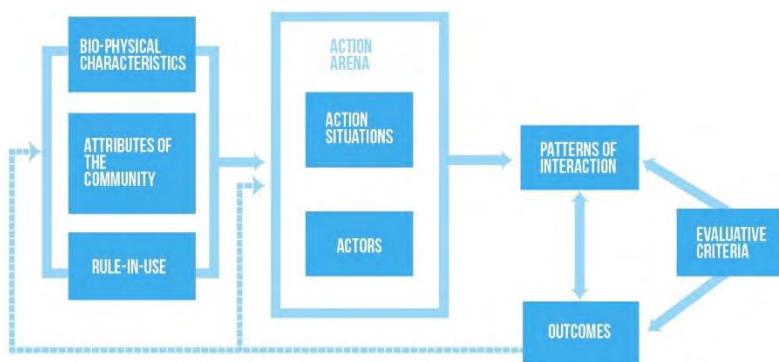 BIO-PHYSICAL
CHARACTERISTICS
ATTRIBUTES OF
THE
COMMUNITY
RULE-IN-USE
ACTION
ARENA
ACTION
SITUATIONS
ACTORS
PATTERNS OF
INTERACTION
OUTCOMES
EVALUATIVE
CRITERIA